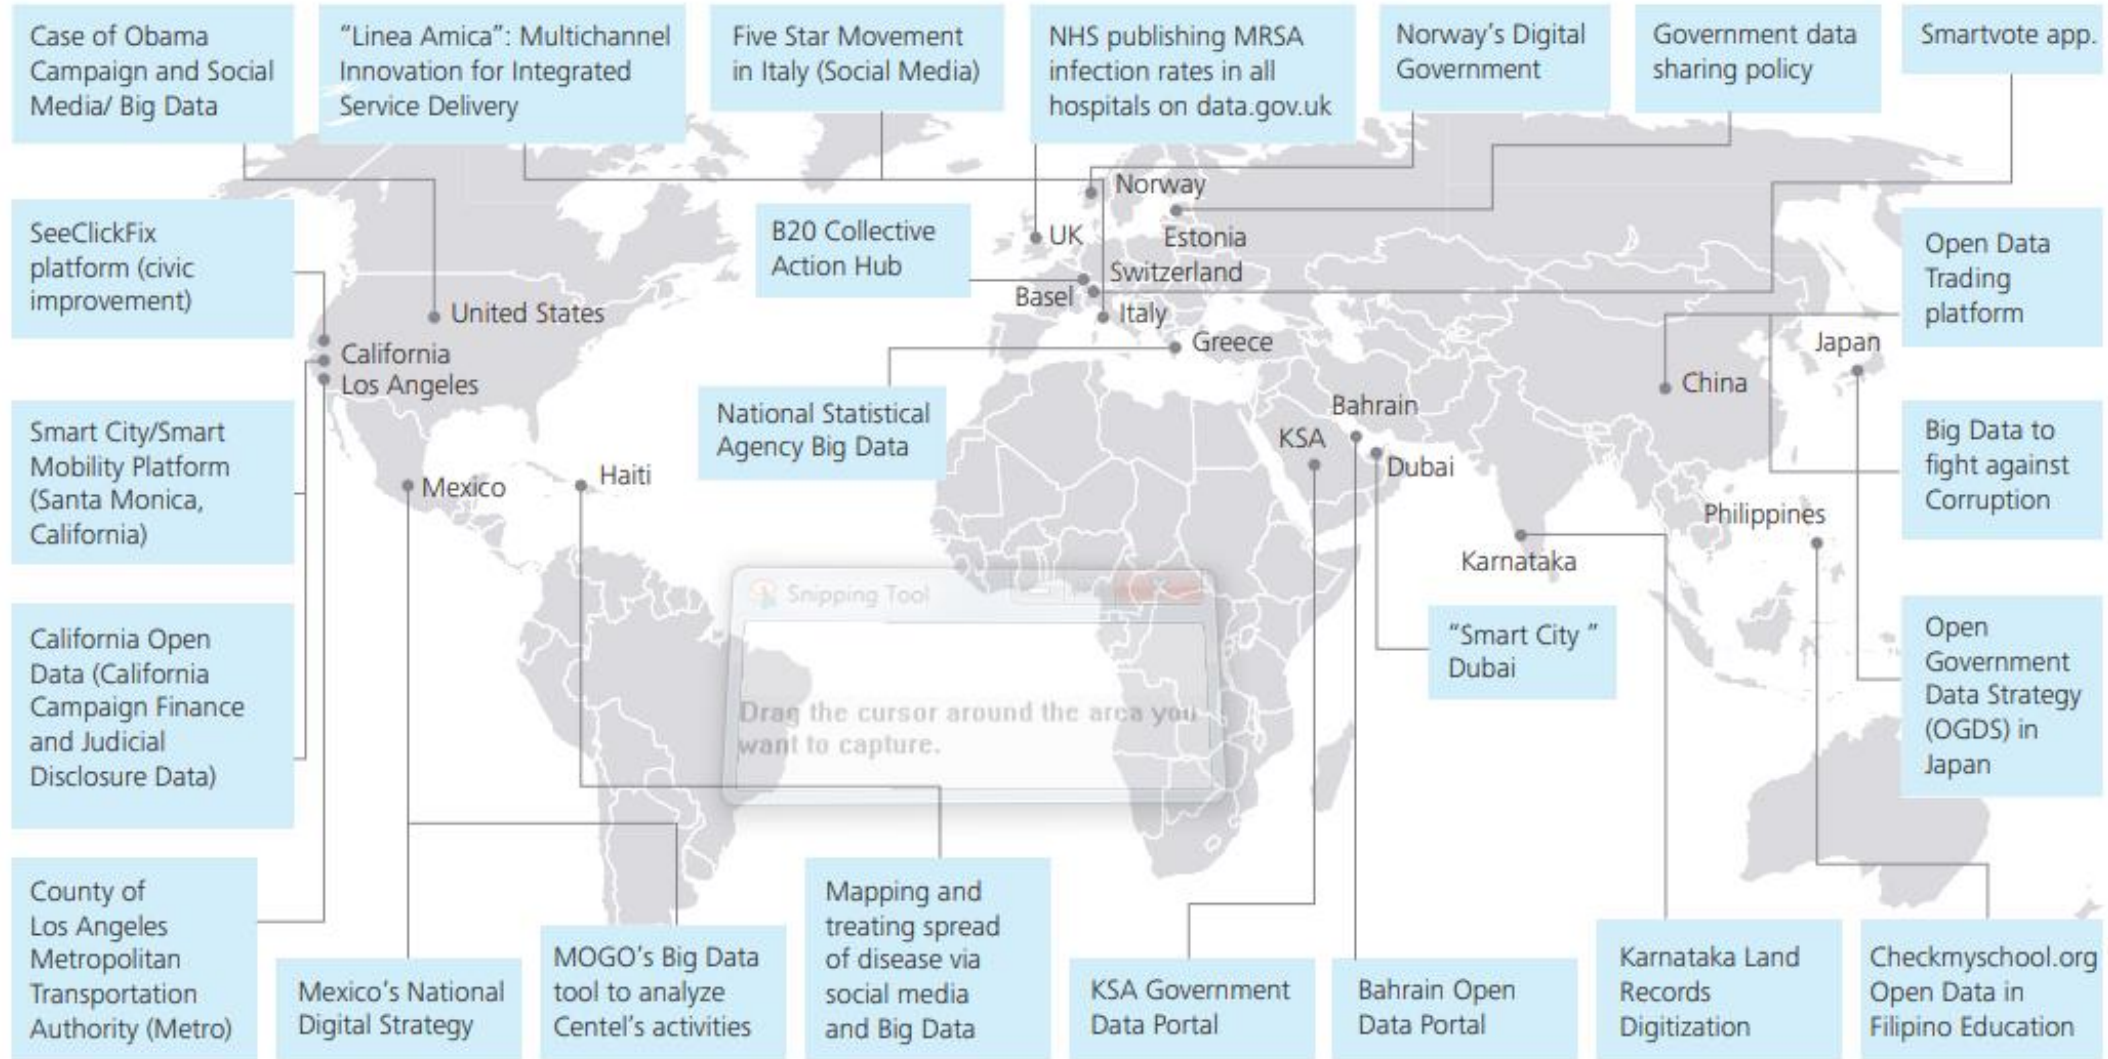 Case of Obama
Campaign and Social
Media/ Big Data
“Linea Amica”: Multichannel
Innovation for Integrated
Service Delivery
Five Star Movement
in Italy (Social Media)
NHS publishing MRSA
infection rates in all
hospitals on data.gov.uk
Norway’s Digital
Government
Government data
sharing policy
Smartvote app.
SeeClickFix
platform (civic
improvement)
B20 Collective
Action Hub
Norway
UK
Estonia
Switzerland
Basel
Italy
Greece
United States
California
Los Angeles
Open Data
Trading
platform
Japan
China
Smart City/Smart
Mobility Platform
(Santa Monica,
California)
Mexico
Haiti
National Statistical
Agency Big Data
Bahrain
KSA
Dubai
Karnataka
Philippines
Big Data to
fight against
Corruption
Snipping Tool
Drag the cursor around the area you
want to capture.
“Smart City ”
Dubai
Open
Government
Data Strategy
(OGDS) in
Japan
California Open
Data (California
Campaign Finance
and Judicial
Disclosure Data)
County of
Los Angeles
Metropolitan
Transportation
Authority (Metro)
Mexico’s National
Digital Strategy
MOGO’s Big Data
tool to analyze
Centel’s activities
Mapping and
treating spread
of disease via
social media
and Big Data
KSA Government
Data Portal
Bahrain Open
Data Portal
Karnataka Land
Records
Digitization
Checkmyschool.org
Open Data in
Filipino Education